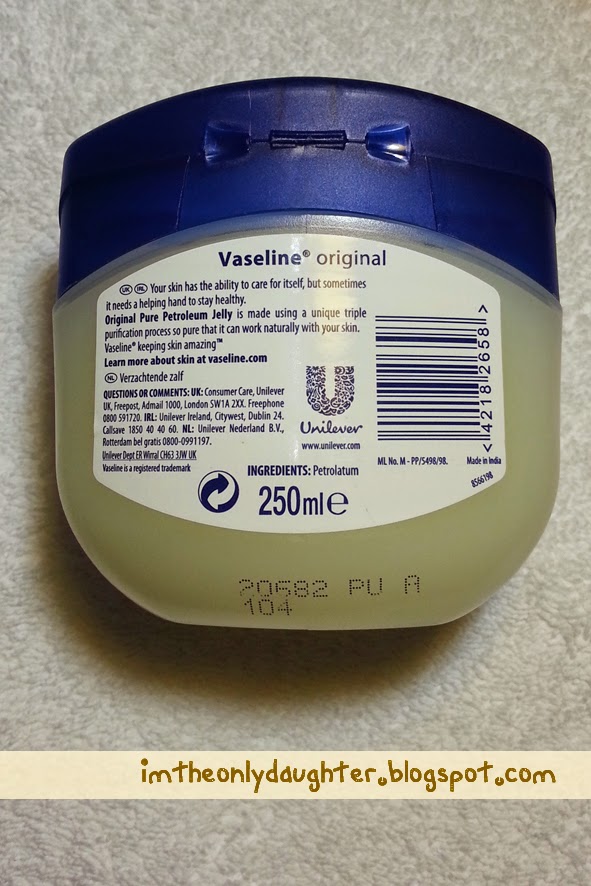 Vaseline® original
UK IRL Your skin has the ability to care for itself, but sometimes
it needs a helping hand to stay healthy.
Original Pure Petroleum Jelly is made using a unique triple
purification process so pure that it can work naturally with your skin.
Vaseline® keeping skin amazing™
Learn more about skin at vaseline.com
NL Verzachtende zalf
QUESTIONS OR COMMENTS: UK: Consumer Care, Unilever
UK, Freepost, Admail 1000, London SW1A 2XX. Freephone
0800 591720. IRL: Unilever Ireland, Citywest, Dublin 24.
Callsave 1850 40 40 60. NL: Unilever Nederland B.V.,
Rotterdam bel gratis 0800-0991197.
Unilever Dept ER Wirral CH63 3JW UK
Vaseline is a registered trademark
Unilever
www.unilever.com
<42182658>
ML No. M - PP/5498/98.
Made in India
8566198
INGREDIENTS: Petrolatum
250ml e
20682 PU A
104
imtheonlydaughter.blogspot.com